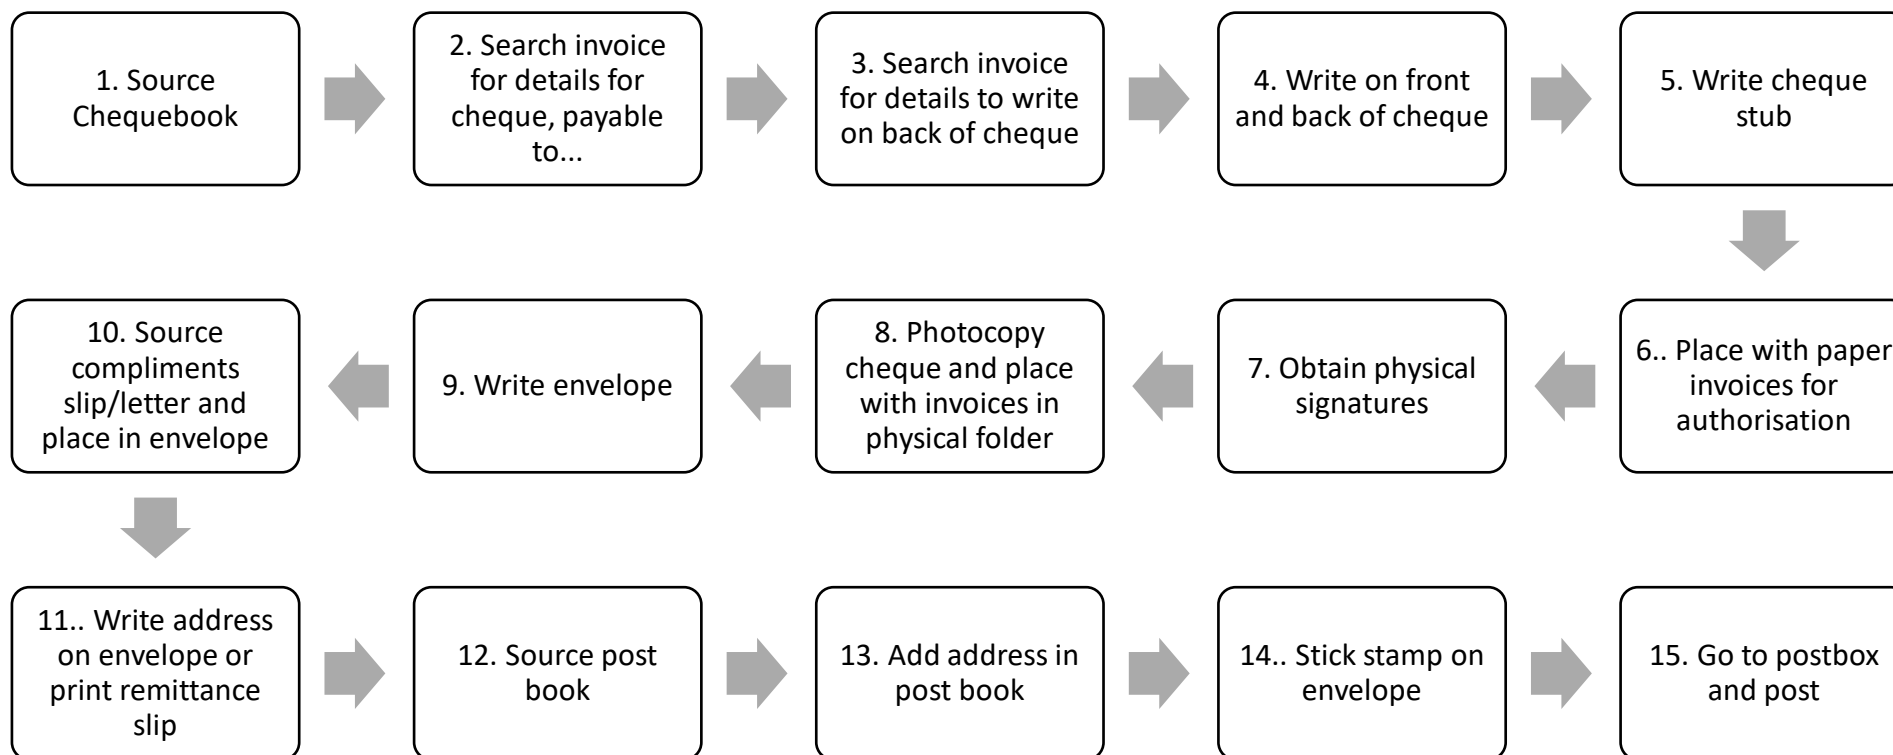 1. Source
Chequebook
2. Search invoice
for details for
cheque, payable
to...
3. Search invoice
for details to write
on back of cheque
4. Write on front
and back of cheque
5. Write cheque
stub
6.. Place with paper
invoices for
authorisation
7. Obtain physical
signatures
8. Photocopy
cheque and place
with invoices in
physical folder
9. Write envelope
10. Source
compliments
slip/letter and
place in envelope
11.. Write address
on envelope or
print remittance
slip
12. Source post
book
13. Add address in
post book
14.. Stick stamp on
envelope
15. Go to postbox
and post